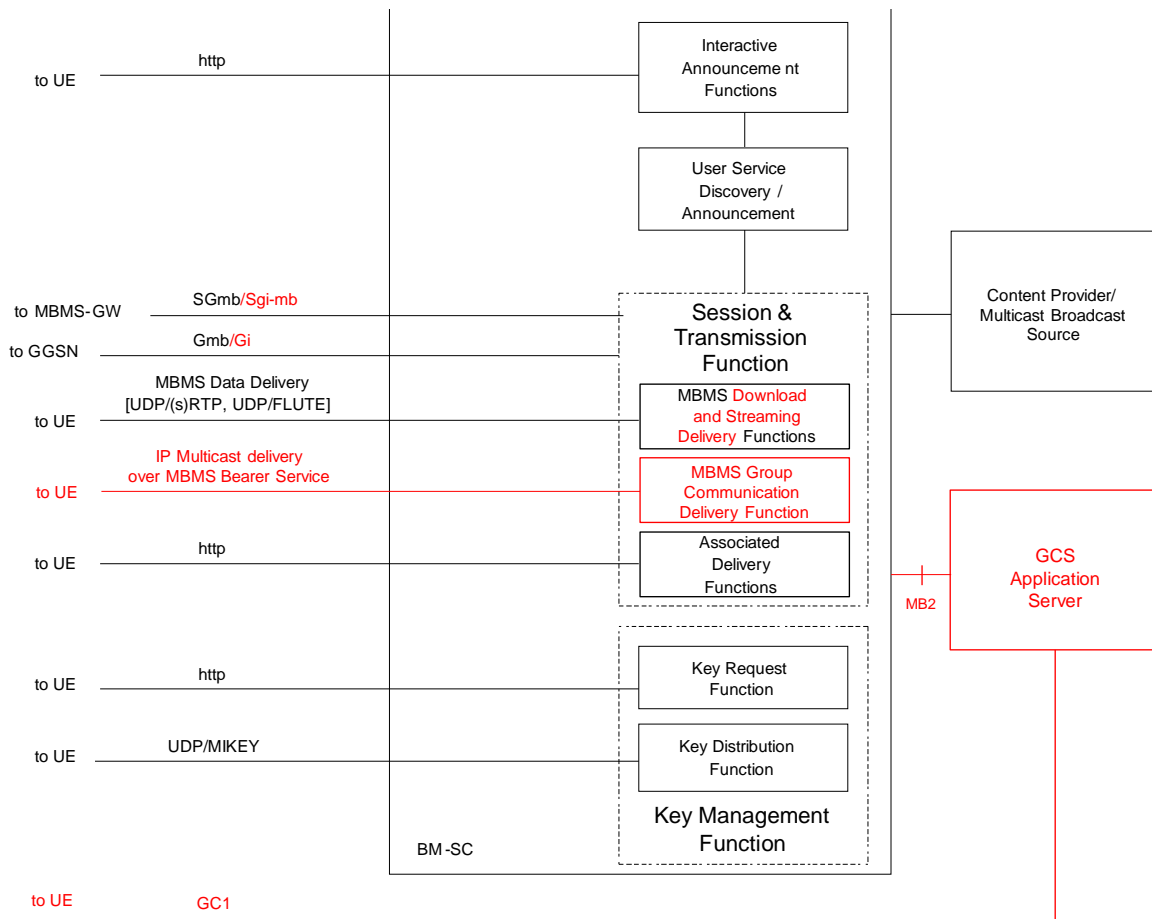 http
to UE
Interactive
Announceme nt
Functions
User Service
Discovery /
Announcement
to MBMS-GW
SGmb/Sgi-mb
to GGSN
Gmb/Gi
Session &
Transmission
Function
Content Provider/
Multicast Broadcast
Source
MBMS Data Delivery
[UDP/(s)RTP, UDP/FLUTE]
to UE
MBMS Download
and Streaming
Delivery Functions
IP Multicast delivery
over MBMS Bearer Service
to UE
MBMS Group
Communication
Delivery Function
http
to UE
Associated
Delivery
Functions
MB2
GCS
Application
Server
http
to UE
Key Request
Function
UDP/MIKEY
to UE
Key Distribution
Function
Key Management
Function
BM-SC
to UE
GC1